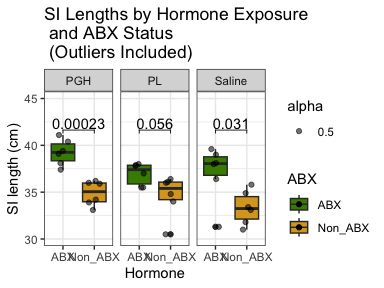 SI Lengths by Hormone Exposure
and ABX Status
(Outliers Included)
PGH PL Saline
0.00023 0.056 0.031
45
40
35
30
SI length (cm)
ABX Non_ABX ABX Non_ABX ABX Non_ABX
Hormone
alpha
0.5
ABX
ABX
Non_ABX